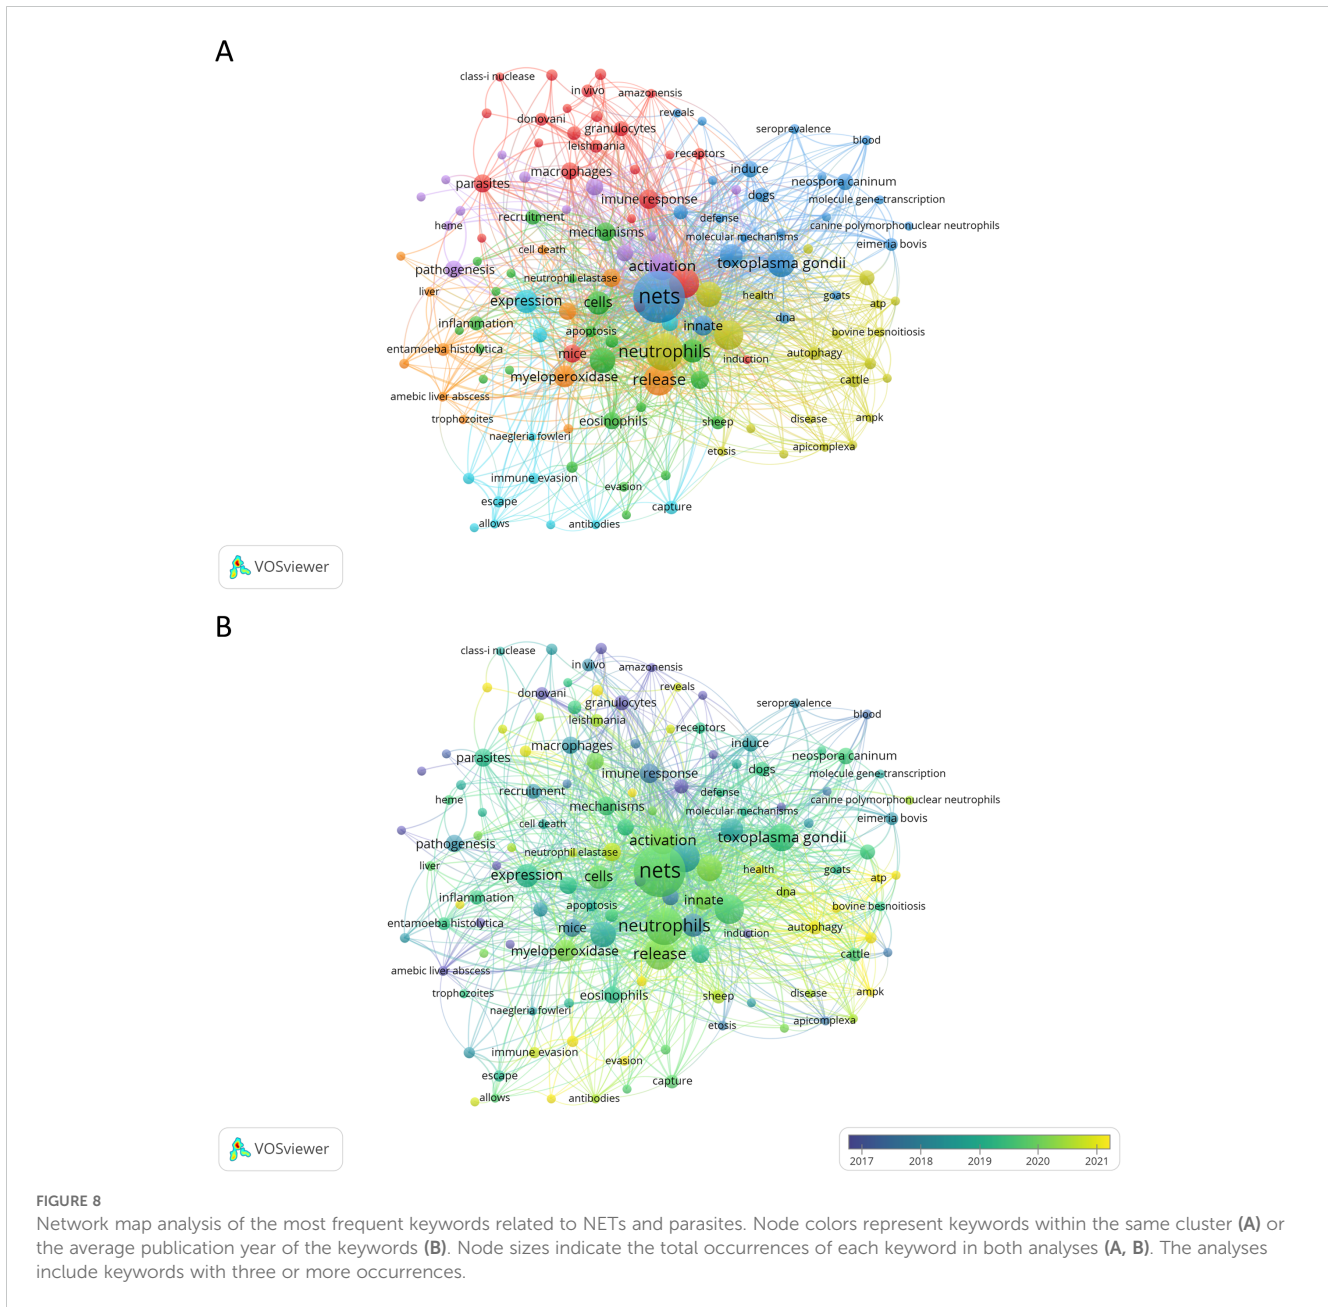 A
class-i nuclease
in vivo
amazonensis
reveals
donovani
granulocytes
seroprevalence
blood
leishmania
receptors
macrophages
induce
parasites
neospora caninum
dogs
imune response
molecule gene-transcription
recruitment
defense
heme
mechanisms
molecular mechanisms
canine polymorphonuclear neutrophils
eimeria bovis
cell death
activation
toxoplasma gondii
pathogenesis
neutrophil elastase
liver
nets
health
goats
atp
expression
cells
dna
inflammation
innate
apoptosis
bovine besnoitiosis
entamoeba histolytica
mice
neutrophils
induction
autophagy
myeloperoxidase
release
cattle
amebic liver abscess
trophozoites
eosinophils
sheep
disease
ampk
naegleria fowleri
etosis
apicomplexa
immune evasion
evasion
escape
capture
allows
antibodies
VOSviewer
B
class-i nuclease
in vivo
amazonensis
reveals
donovani
granulocytes
seroprevalence
blood
leishmania
receptors
macrophages
induce
parasites
neospora caninum
dogs
imune response
molecule gene-transcription
recruitment
defense
heme
mechanisms
molecular mechanisms
canine polymorphonuclear neutrophils
eimeria bovis
cell death
activation
toxoplasma gondii
pathogenesis
neutrophil elastase
liver
nets
health
goats
atp
expression
cells
dna
inflammation
innate
apoptosis
bovine besnoitiosis
entamoeba histolytica
mice
neutrophils
induction
autophagy
myeloperoxidase
release
cattle
amebic liver abscess
trophozoites
eosinophils
sheep
disease
ampk
naegleria fowleri
etosis
apicomplexa
immune evasion
evasion
escape
capture
allows
antibodies
VOSviewer
2017 2018 2019 2020 2021
FIGURE 8
Network map analysis of the most frequent keywords related to NETs and parasites. Node colors represent keywords within the same cluster (A) or
the average publication year of the keywords (B). Node sizes indicate the total occurrences of each keyword in both analyses (A, B). The analyses
include keywords with three or more occurrences.